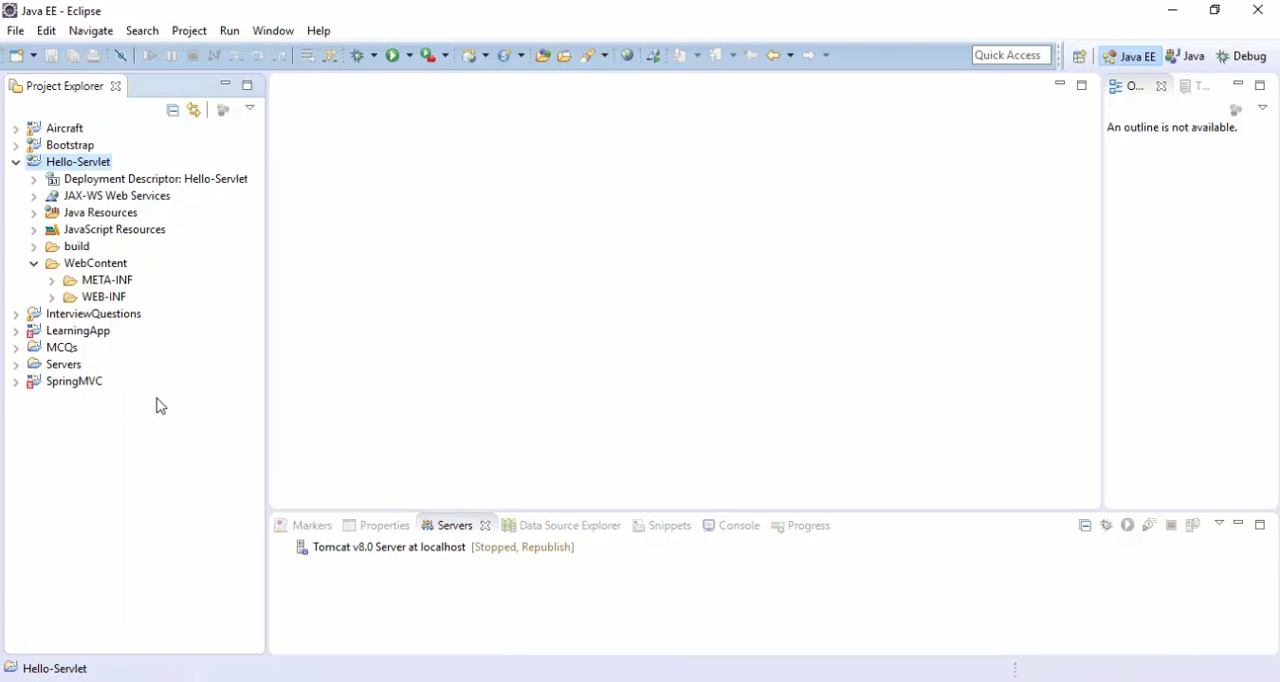 Java EE - Eclipse
File Edit Navigate Search Project Run Window Help
Quick Access
Java EE
Java
Debug
Project Explorer
O...
T...
An outline is not available.
Aircraft
Bootstrap
Hello-Servlet
Deployment Descriptor: Hello-Servlet
JAX-WS Web Services
Java Resources
JavaScript Resources
build
WebContent
META-INF
WEB-INF
InterviewQuestions
LearningApp
MCQs
Servers
SpringMVC
Markers Properties Servers Data Source Explorer Snippets Console Progress
Tomcat v8.0 Server at localhost [Stopped, Republish]
Hello-Servlet